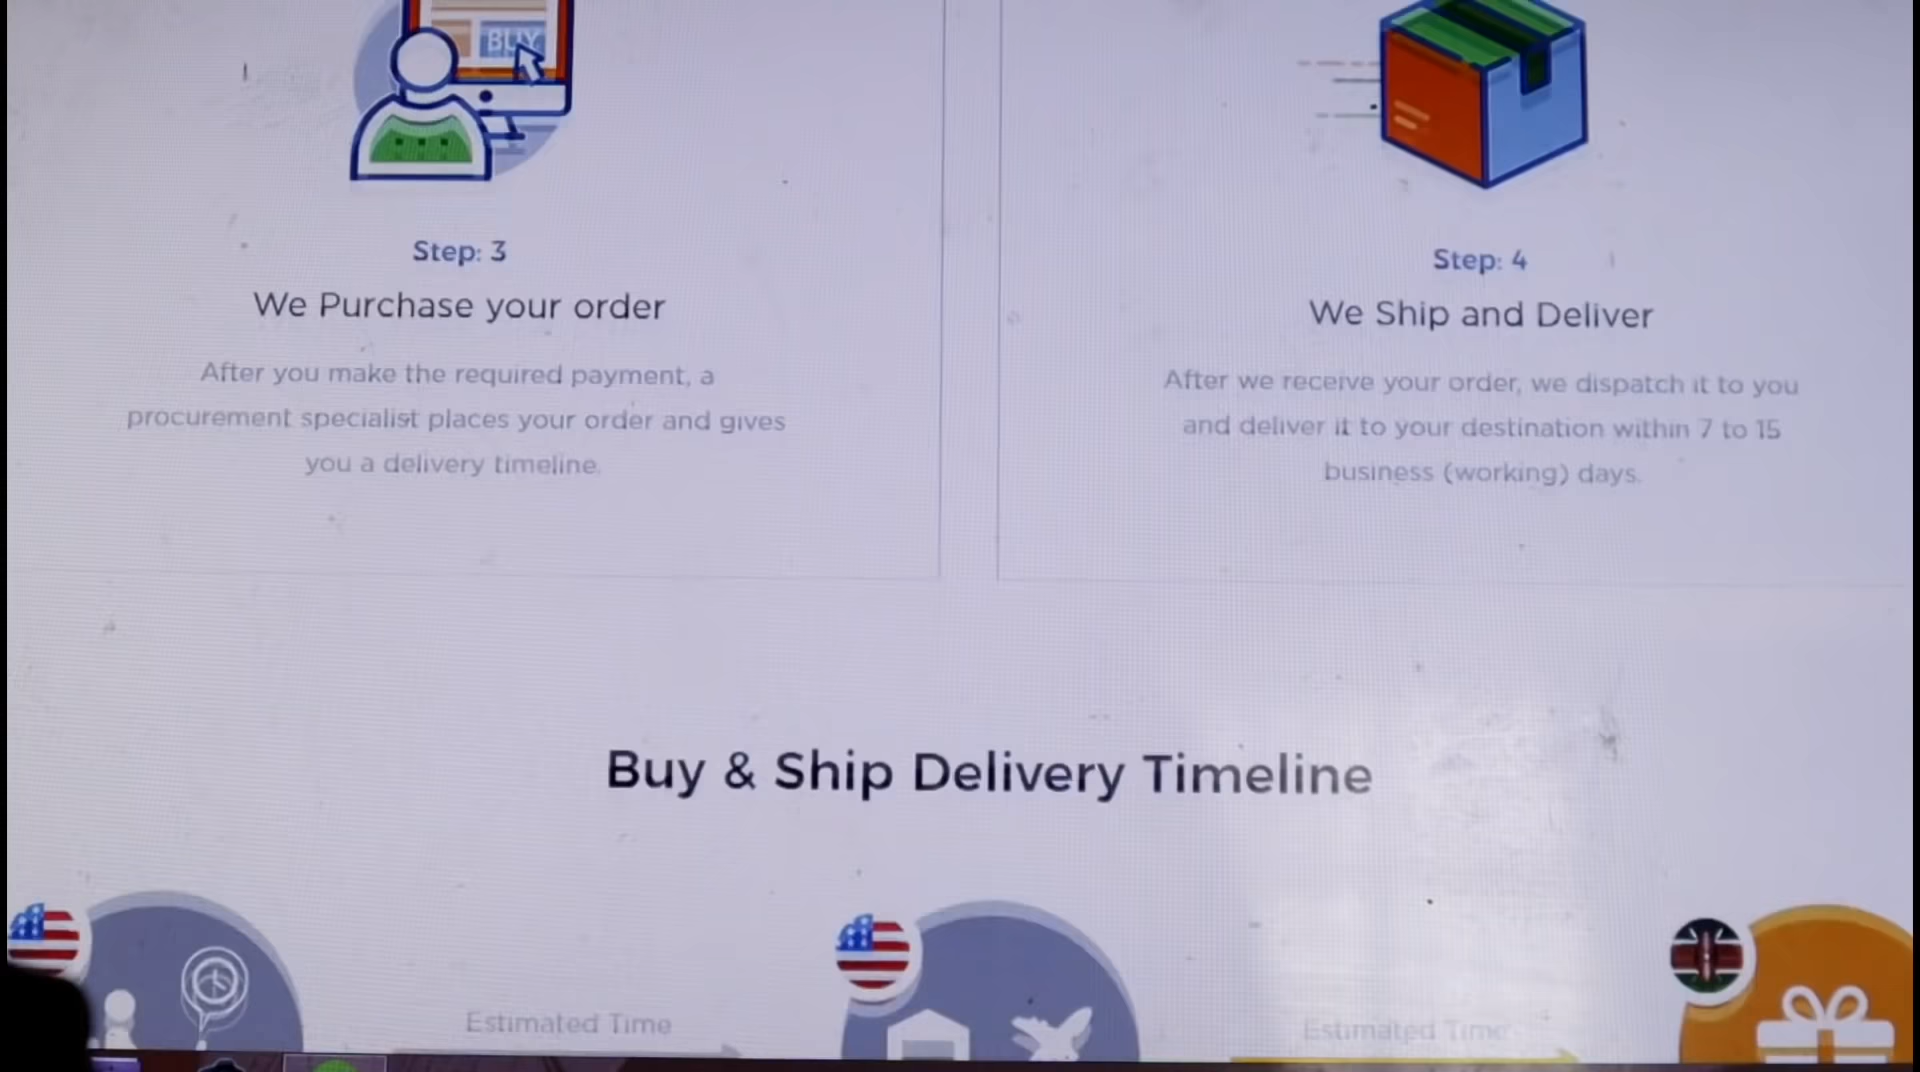 BUY
Step: 3
We Purchase your order
After you make the required payment, a
procurement specialist places your order and gives
you a delivery timeline.
Step: 4
We Ship and Deliver
After we receive your order, we dispatch it to you
and deliver it to your destination within 7 to 15
business (working) days.
Buy & Ship Delivery Timeline
Estimated Time
Estimated Time